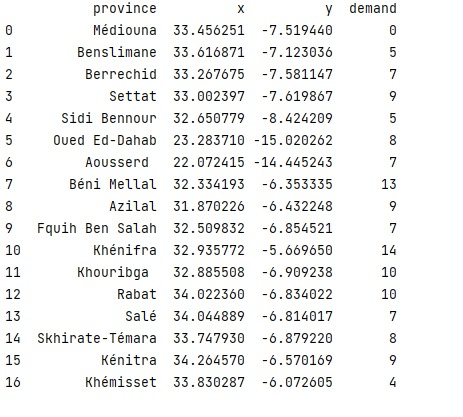 province x y demand
0 Médiouna 33.456251 -7.519440 0
1 Benslimane 33.616871 -7.123036 5
2 Berrechid 33.267675 -7.581147 7
3 Settat 33.002397 -7.619867 9
4 Sidi Bennour 32.650779 -8.424209 5
5 Oued Ed-Dahab 23.283710 -15.020262 8
6 Aousserd 22.072415 -14.445243 7
7 Béni Mellal 32.334193 -6.353335 13
8 Azilal 31.870226 -6.432248 9
9 Fquih Ben Salah 32.509832 -6.854521 7
10 Khénifra 32.935772 -5.669650 14
11 Khouribga 32.885508 -6.909238 10
12 Rabat 34.022360 -6.834022 10
13 Salé 34.044889 -6.814017 7
14 Skhirate-Témara 33.747930 -6.879220 8
15 Kénitra 34.264570 -6.570169 9
16 Khémisset 33.830287 -6.072605 4